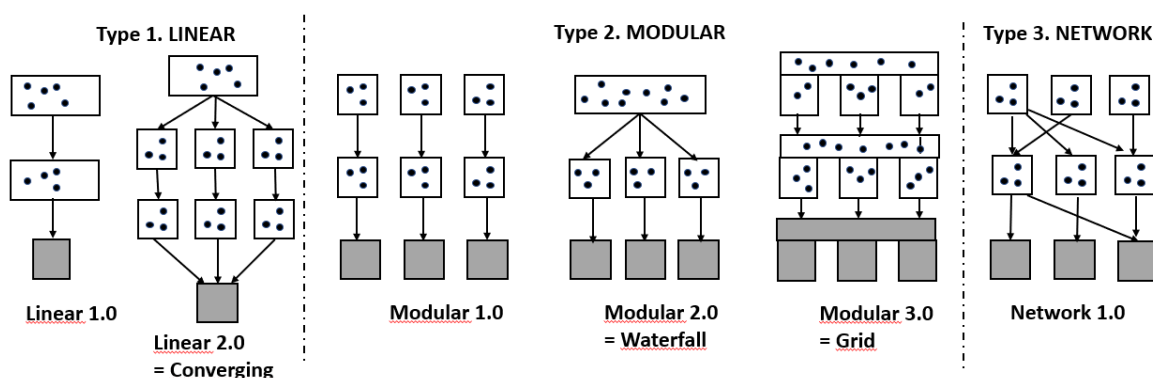 Type 1. LINEAR
Type 2. MODULAR
Type 3. NETWORK
Linear 1.0
Linear 2.0
= Converging
Modular 1.0
Modular 2.0
= Waterfall
Modular 3.0
= Grid
Network 1.0